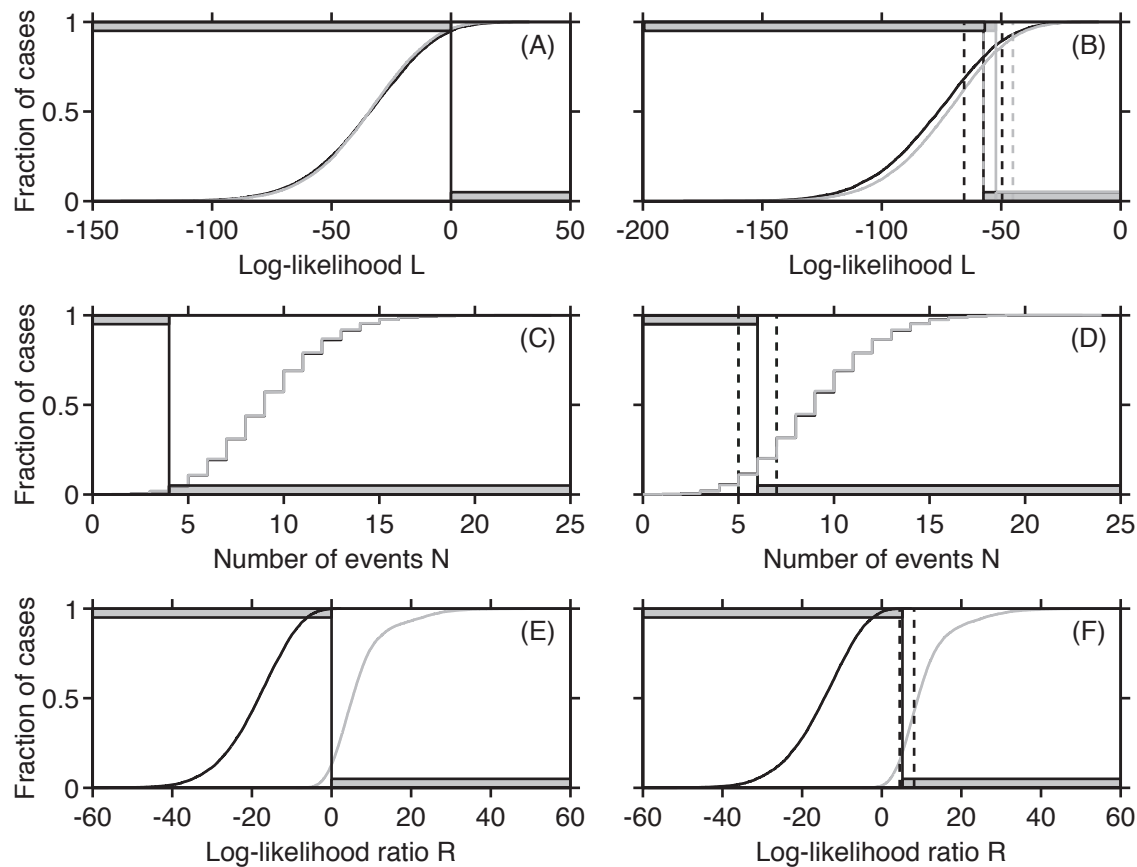 Fraction of cases
1
0.5
0
(A)
-150 -100 -50 0 50
Log-likelihood L
(B)
-200 -150 -100 -50 0
Log-likelihood L
Fraction of cases
1
0.5
0
(C)
0 5 10 15 20 25
Number of events N
(D)
0 5 10 15 20 25
Number of events N
Fraction of cases
1
0.5
0
(E)
-60 -40 -20 0 20 40 60
Log-likelihood ratio R
(F)
-60 -40 -20 0 20 40 60
Log-likelihood ratio R